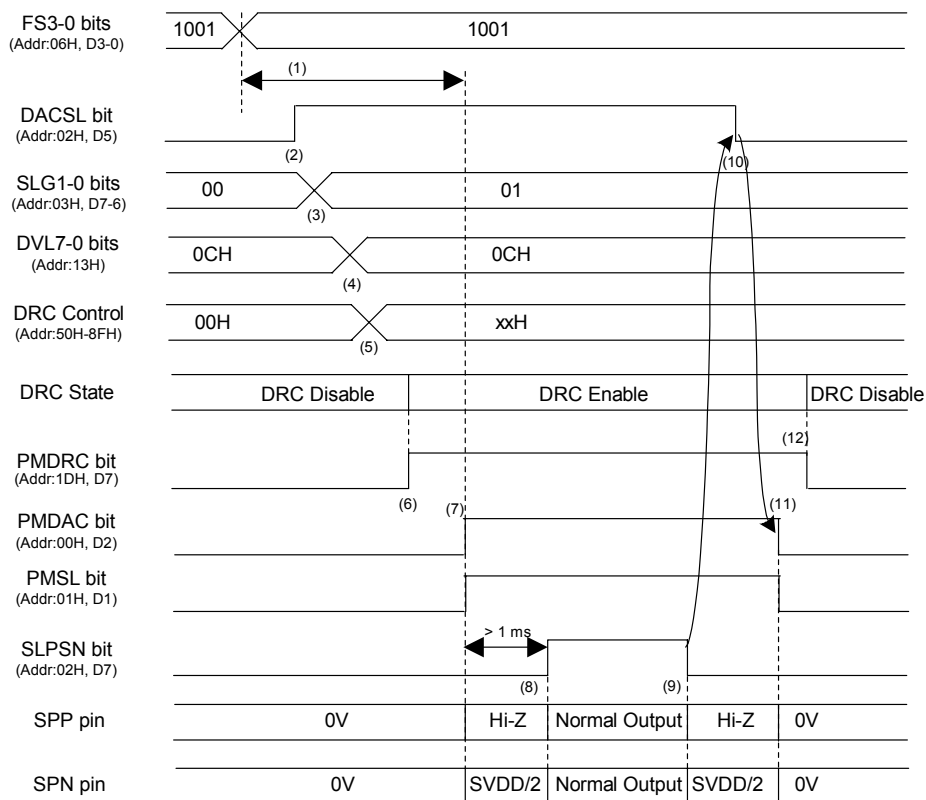 FS3-0 bits
(Addr:06H, D3-0)
1001
1001
(1)
DACSL bit
(Addr:02H, D5)
(2)
(10)
SLG1-0 bits
(Addr:03H, D7-6)
00
01
(3)
DVL7-0 bits
(Addr:13H)
0CH
0CH
(4)
DRC Control
(Addr:50H-8FH)
00H
xxH
(5)
DRC State
DRC Disable
DRC Enable
DRC Disable
(12)
PMDRC bit
(Addr:1DH, D7)
(6)
(7)
(11)
PMDAC bit
(Addr:00H, D2)
PMSL bit
(Addr:01H, D1)
> 1 ms
SLPSN bit
(Addr:02H, D7)
(8)
(9)
SPP pin
0V
Hi-Z
Normal Output
Hi-Z
0V
SPN pin
0V
SVDD/2
Normal Output
SVDD/2
0V